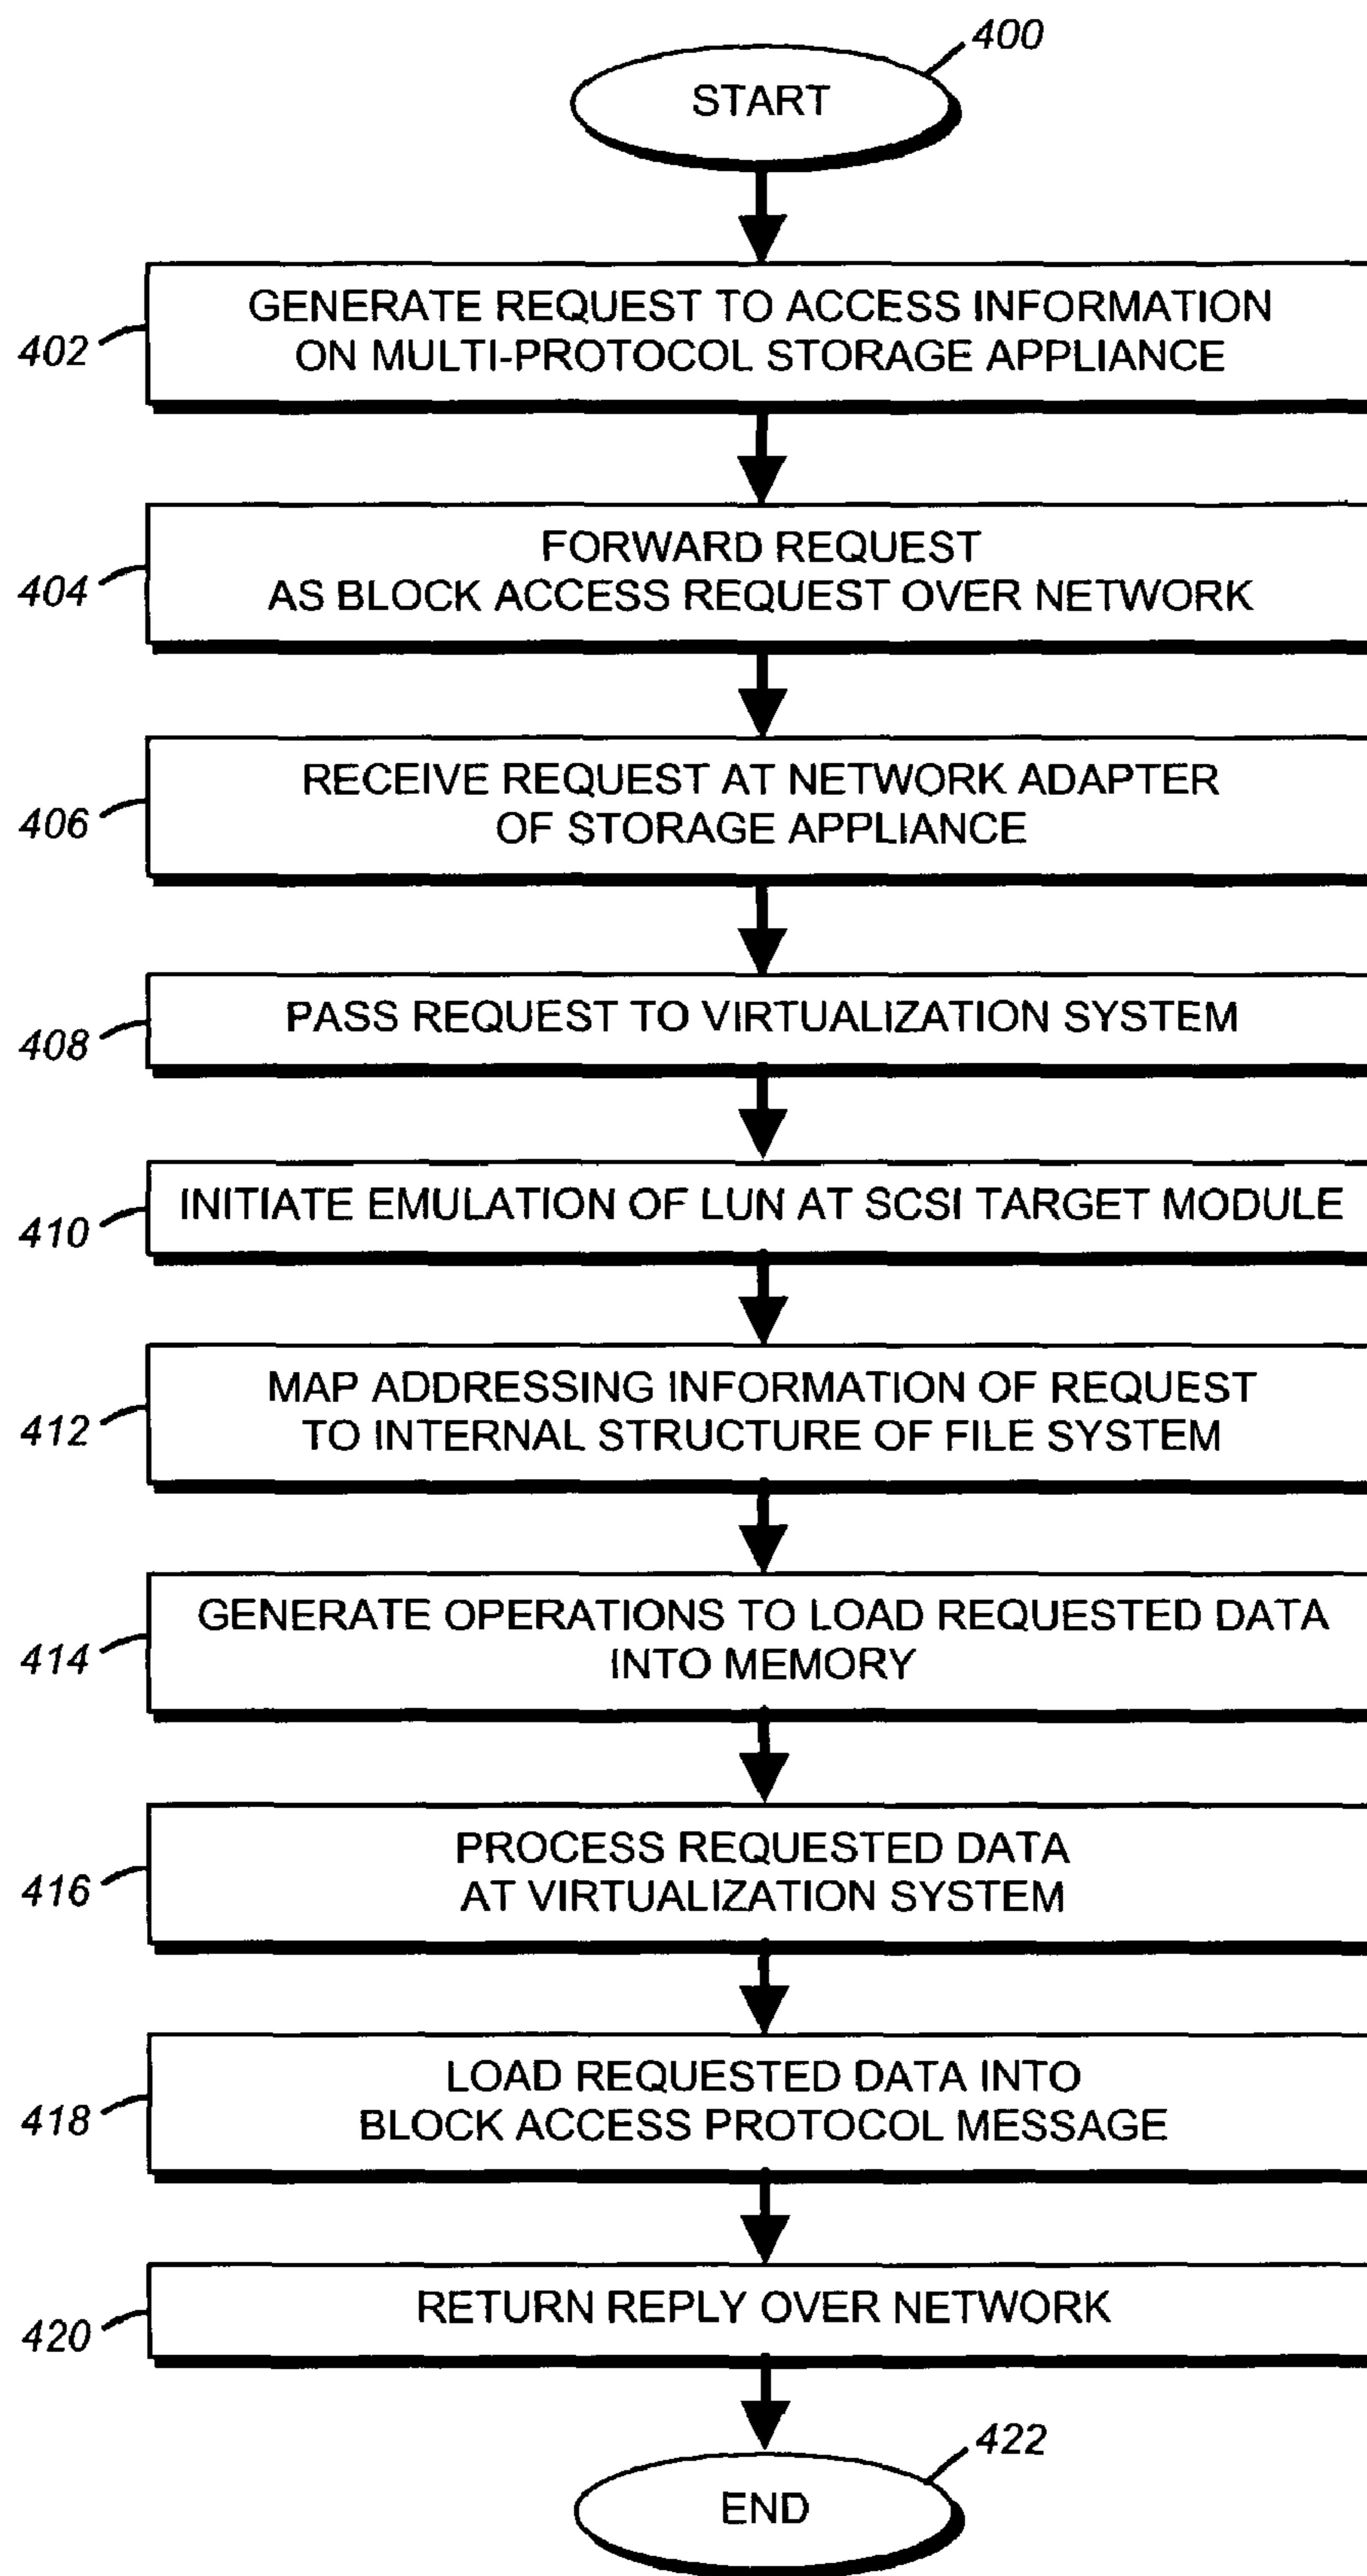 400
START
402
GENERATE REQUEST TO ACCESS INFORMATION
ON MULTI-PROTOCOL STORAGE APPLIANCE
404
FORWARD REQUEST
AS BLOCK ACCESS REQUEST OVER NETWORK
406
RECEIVE REQUEST AT NETWORK ADAPTER
OF STORAGE APPLIANCE
408
PASS REQUEST TO VIRTUALIZATION SYSTEM
410
INITIATE EMULATION OF LUN AT SCSI TARGET MODULE
412
MAP ADDRESSING INFORMATION OF REQUEST
TO INTERNAL STRUCTURE OF FILE SYSTEM
414
GENERATE OPERATIONS TO LOAD REQUESTED DATA
INTO MEMORY
416
PROCESS REQUESTED DATA
AT VIRTUALIZATION SYSTEM
418
LOAD REQUESTED DATA INTO
BLOCK ACCESS PROTOCOL MESSAGE
420
RETURN REPLY OVER NETWORK
422
END